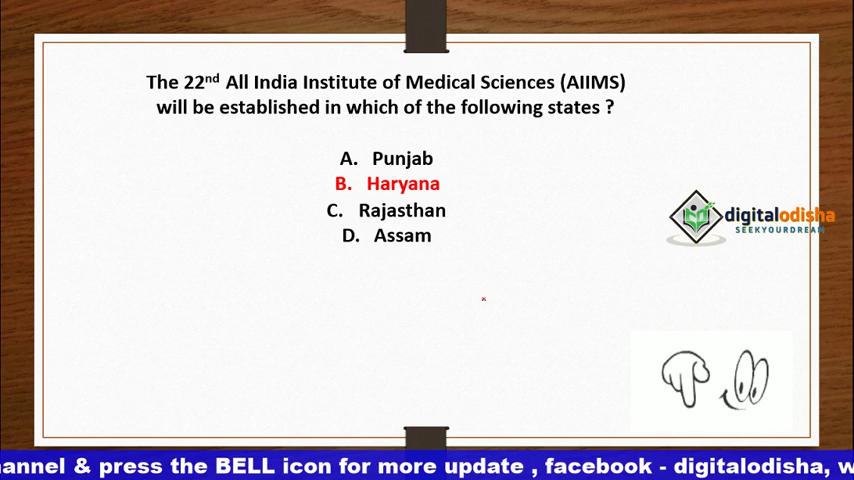 The 22nd All India Institute of Medical Sciences (AIIMS)
will be established in which of the following states ?
A. Punjab
B. Haryana
C. Rajasthan
D. Assam
digitalodisha
SEEKYOURDREAM
annel & press the BELL icon for more update , facebook - digitalodisha, w